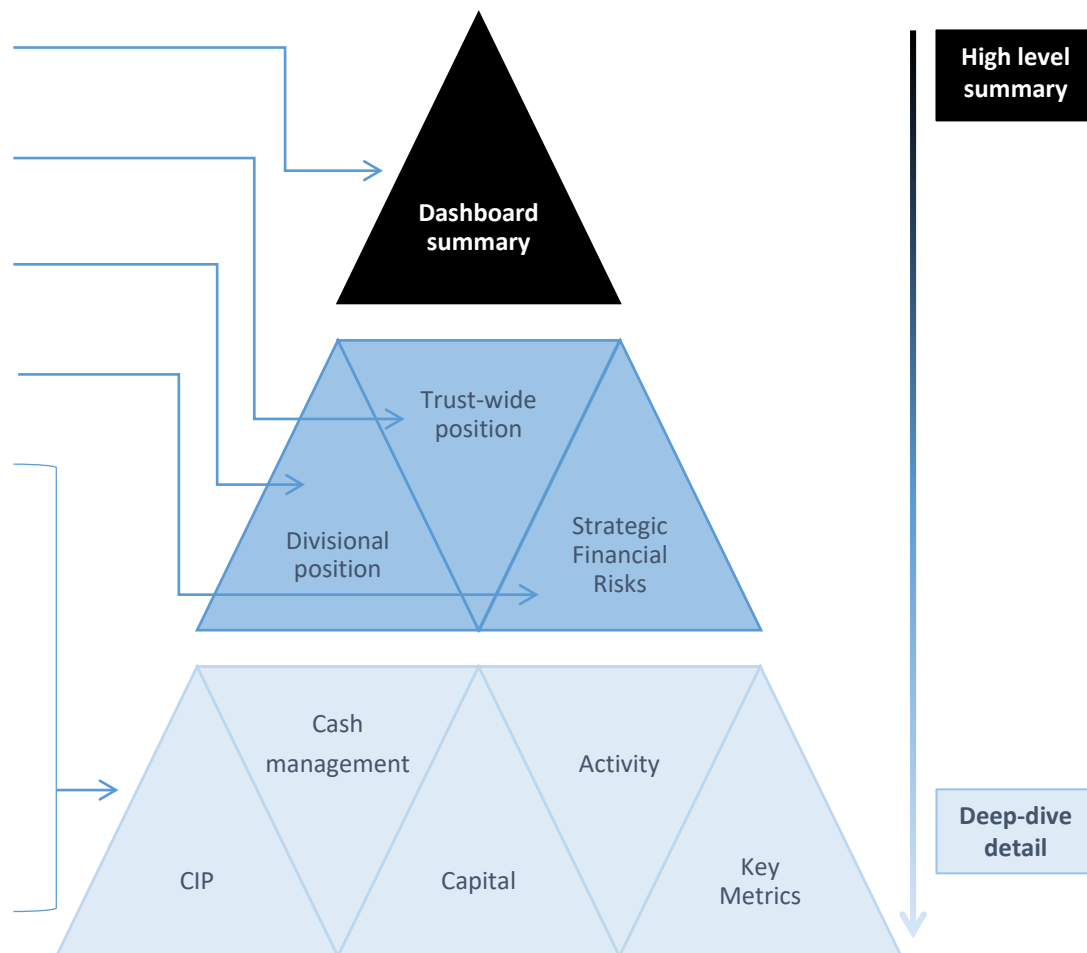 High level
summary
Dashboard
summary
Trust-wide
position
Divisional
position
Strategic
Financial
Risks
Cash
management
Activity
CIP
Capital
Key
Metrics
Deep-dive
detail